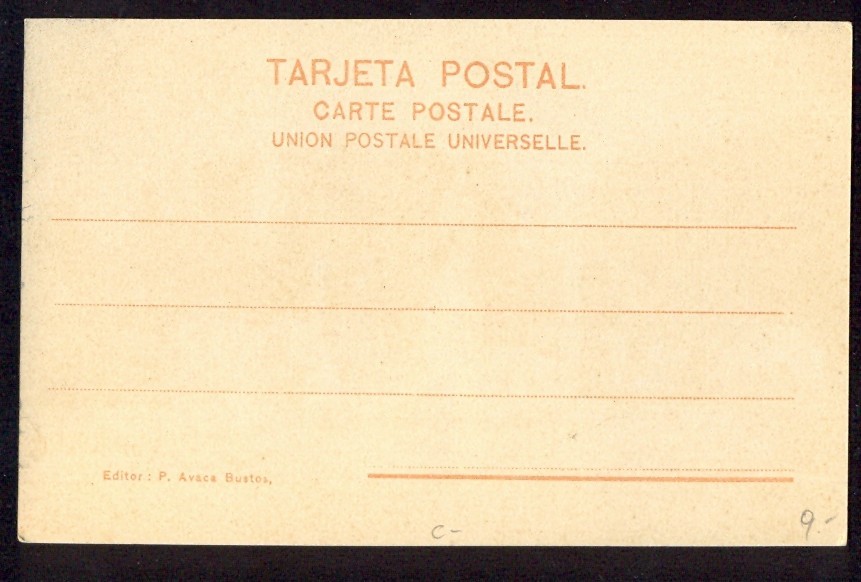 TARJETA POSTAL.
CARTE POSTALE.
UNION POSTALE UNIVERSELLE.
Editor: P. Avaca Bustos,
C-
9.-